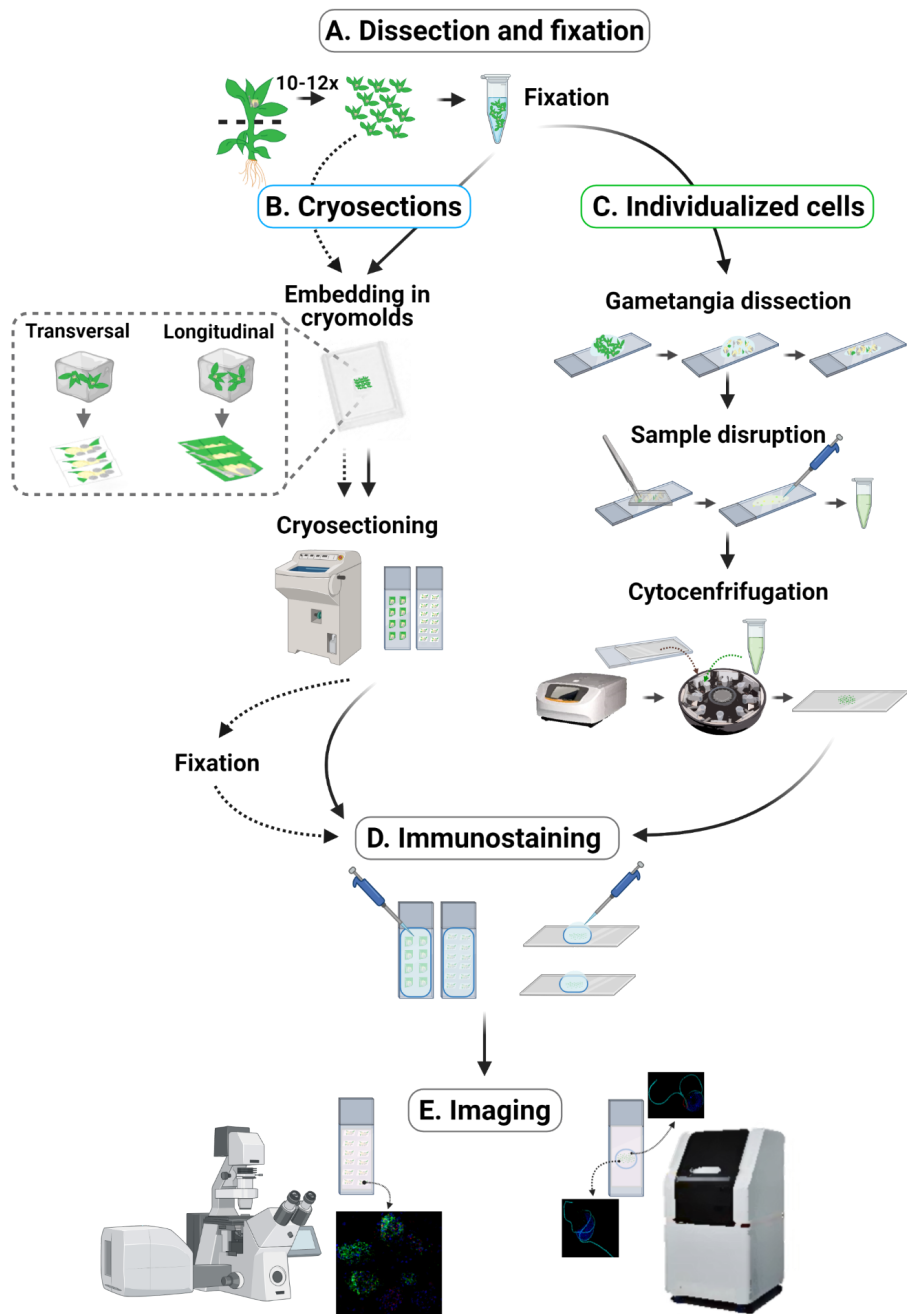 A. Dissection and fixation
10-12x
Fixation
B. Cryosections
C. Individualized cells
Embedding in
cryomolds
Gametangia dissection
Transversal
Longitudinal
Sample disruption
Cryosectioning
Cytocenfrifugation
Fixation
D. Immunostaining
E. Imaging